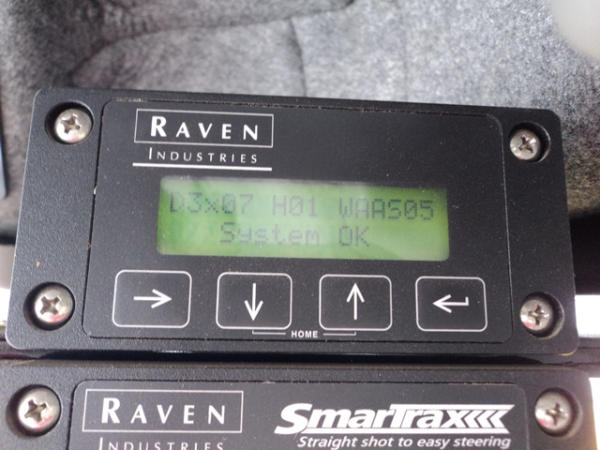 RAVEN
INDUSTRIES
D3x07 H01 WAAS05
System OK
HOME
RAVEN
INDUSTRIES
SmarTrax
Straight shot to easy steering